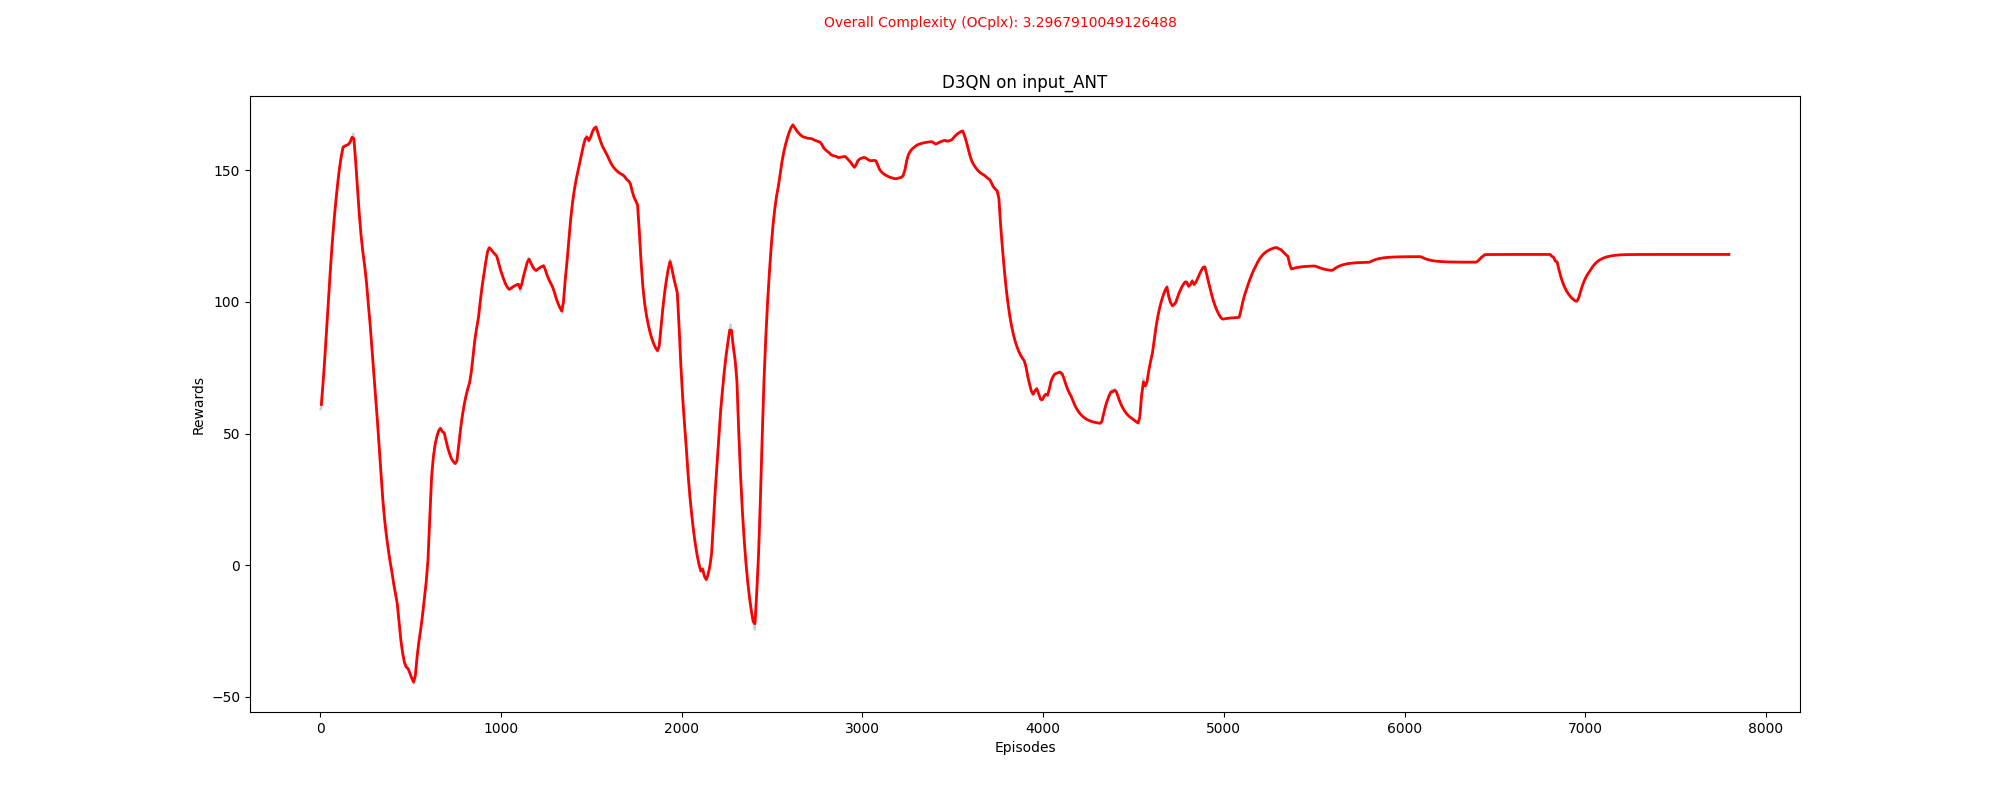 Overall Complexity (OCplx): 3.2967910049126488
D3QN on input_ANT
150
100
50
0
−50
Rewards
0 1000 2000 3000 4000 5000 6000 7000 8000
Episodes